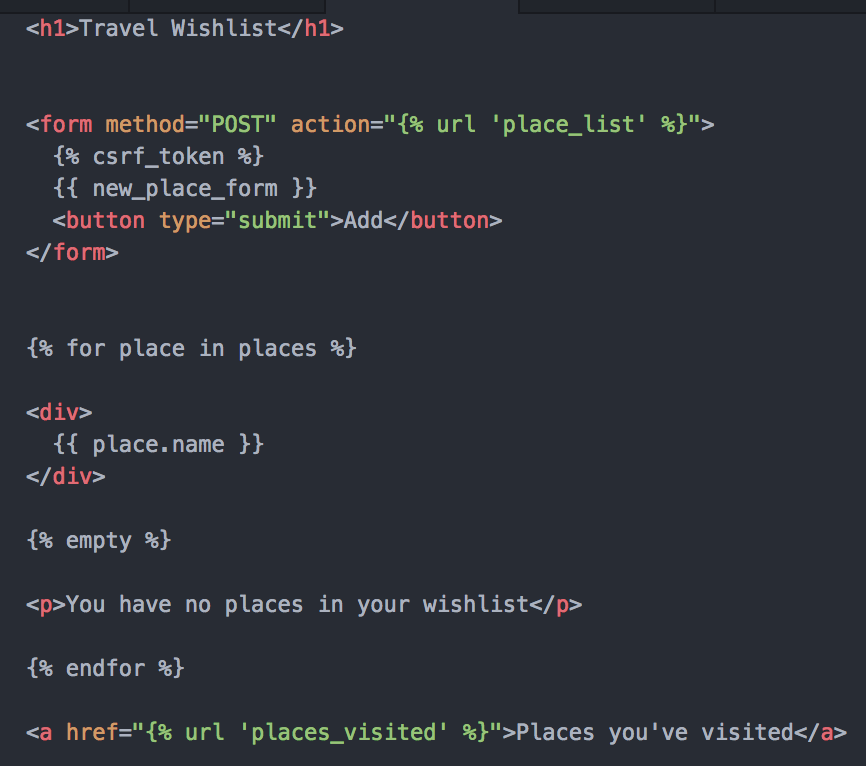 <h1>Travel Wishlist</h1>
<form method="POST" action="{% url 'place_list' %}">
{% csrf_token %}
{{ new_place_form }}
<button type="submit">Add</button>
</form>
{% for place in places %}
<div>
{{ place.name }}
</div>
{% empty %}
<p>You have no places in your wishlist</p>
{% endfor %}
<a href="{% url 'places_visited' %}">Places you've visited</a>